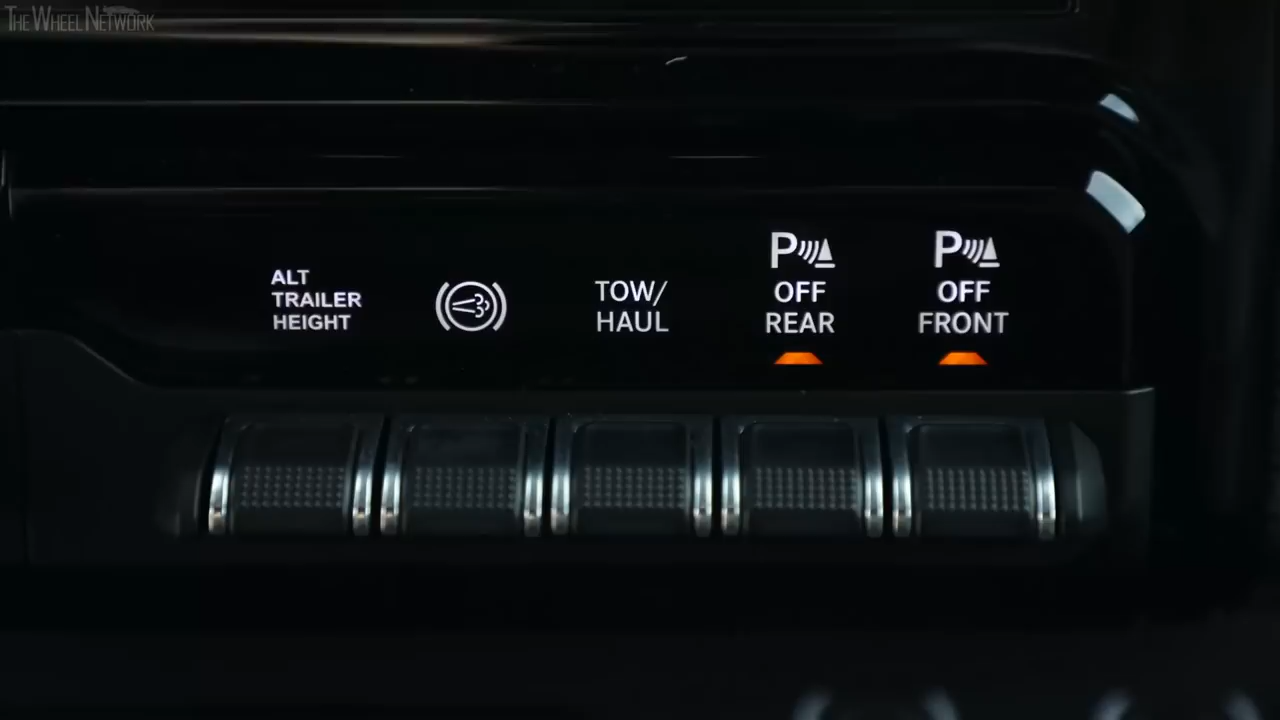 THE WHEEL NETWORK
ALT
TRAILER
HEIGHT
TOW/
HAUL
P
OFF
REAR
P
OFF
FRONT